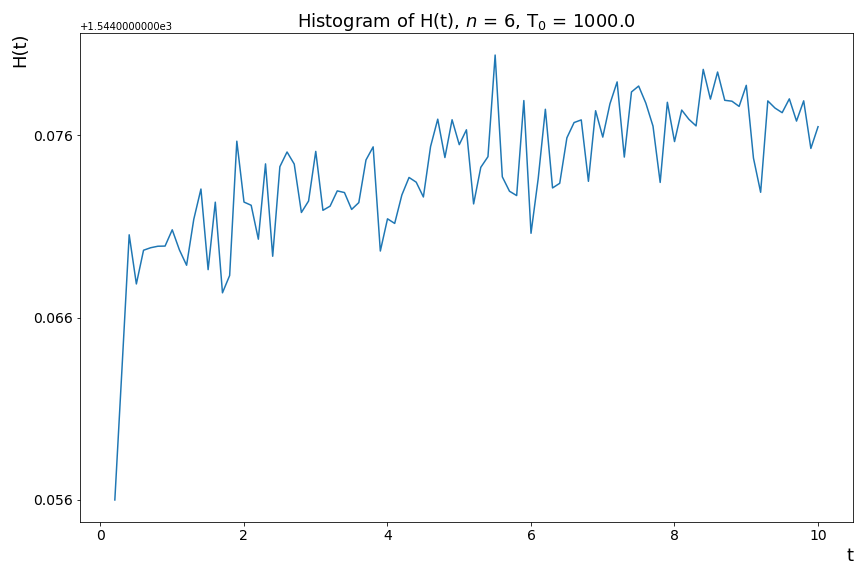 Histogram of H(t), n = 6, T₀ = 1000.0
+1.5440000000e3
H(t)
0.076
0.066
0.056
0 2 4 6 8 10
t